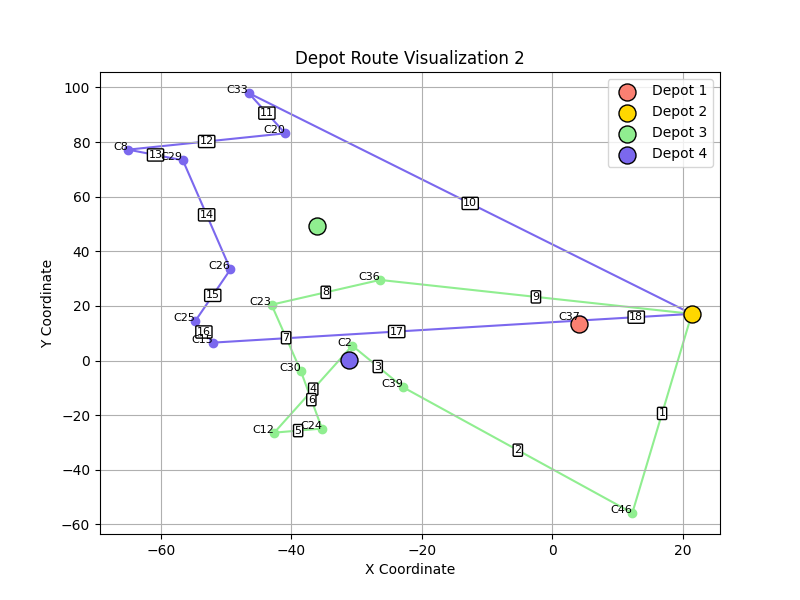 Depot Route Visualization 2
Depot 1
Depot 2
Depot 3
Depot 4
Y Coordinate
100
80
60
40
20
0
−20
−40
−60
C33
11
C20
12
C8
13
C29
14
10
C26
15
C36
8
9
C23
C25
16
C15
7
17
C37
18
C2
3
C30
4
6
C39
C12
5
C24
1
2
C46
−60
−40
−20
0
20
X Coordinate